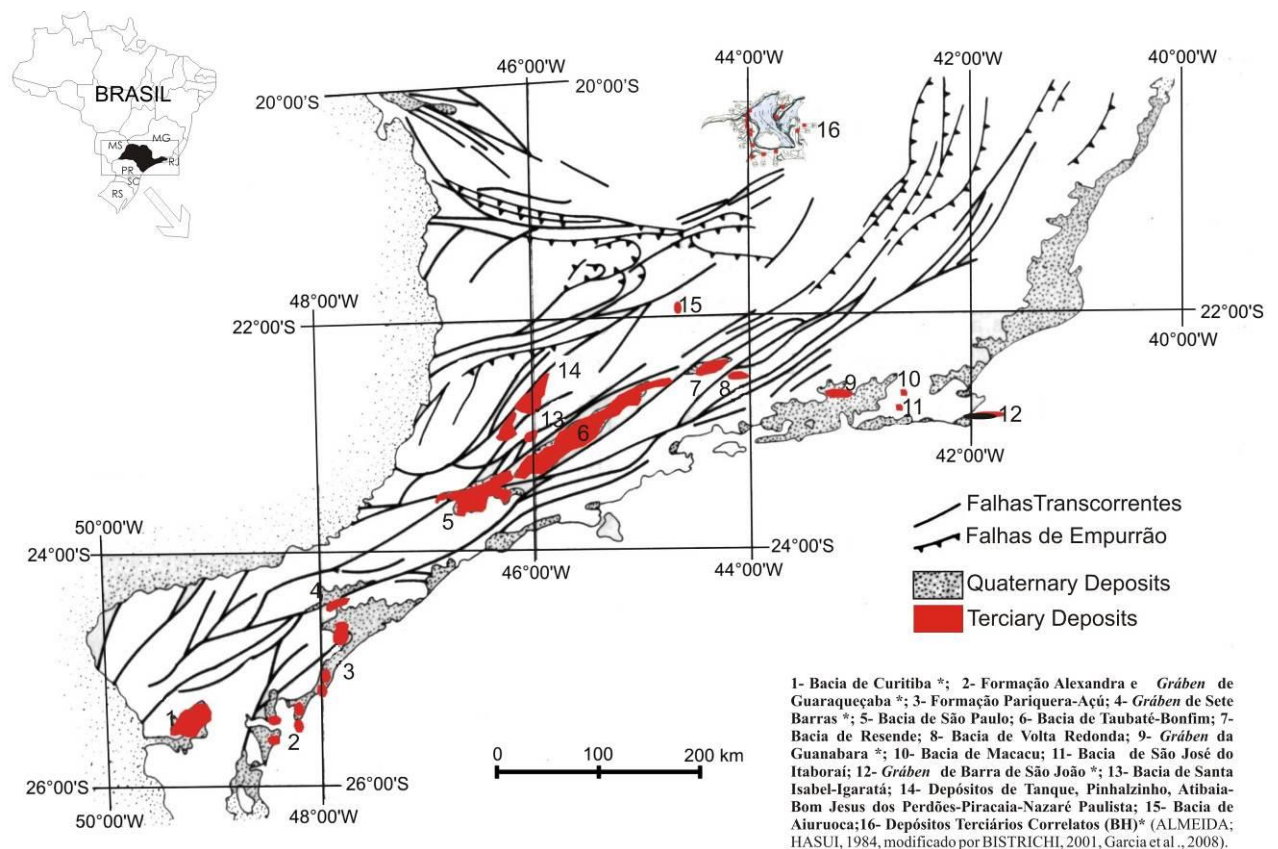 BRASIL
MS
MG
RJ
PR
SC
RS
46°00'W
20°00'S
20°00'S
44°00'W
42°00'W
40°00'W
16
48°00'W
22°00'S
15
22°00'S
40°00'W
14
13
6
7
8
9
10
11
12
42°00'W
5
50°00'W
24°00'S
46°00'W
44°00'W
24°00'S
4
3
1
2
26°00'S
50°00'W
48°00'W
26°00'S
0 100 200 km
FalhasTranscorrentes
Falhas de Empurrão
Quaternary Deposits
Terciary Deposits
1- Bacia de Curitiba *; 2- Formação Alexandra e Gráben de
Guaraqueçaba *; 3- Formação Pariquera-Açú; 4- Gráben de Sete
Barras *; 5- Bacia de São Paulo; 6- Bacia de Taubaté-Bonfim; 7-
Bacia de Resende; 8- Bacia de Volta Redonda; 9- Gráben da
Guanabara *; 10- Bacia de Macacu; 11- Bacia de São José do
Itaboraí; 12- Gráben de Barra de São João *; 13- Bacia de Santa
Isabel-Igaratá; 14- Depósitos de Tanque, Pinhalzinho, Atibaia-
Bom Jesus dos Perdões-Piracaia-Nazaré Paulista; 15- Bacia de
Aiuruoca;16- Depósitos Terciários Correlatos (BH)* (ALMEIDA;
HASUI, 1984, modificado por BISTRICHI, 2001, Garcia et al., 2008).